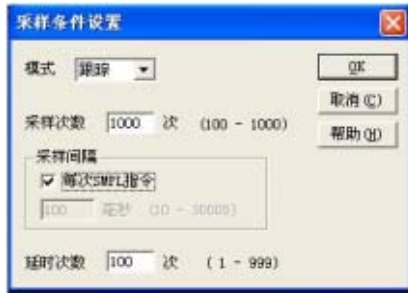 采样条件设置
模式 跟踪
OK
取消(C)
采样次数 1000 次 (100 - 1000)
帮助(H)
采样间隔
每次SMPL指令
100 毫秒 (10 - 30000)
延时次数 100 次 ( 1 - 999)